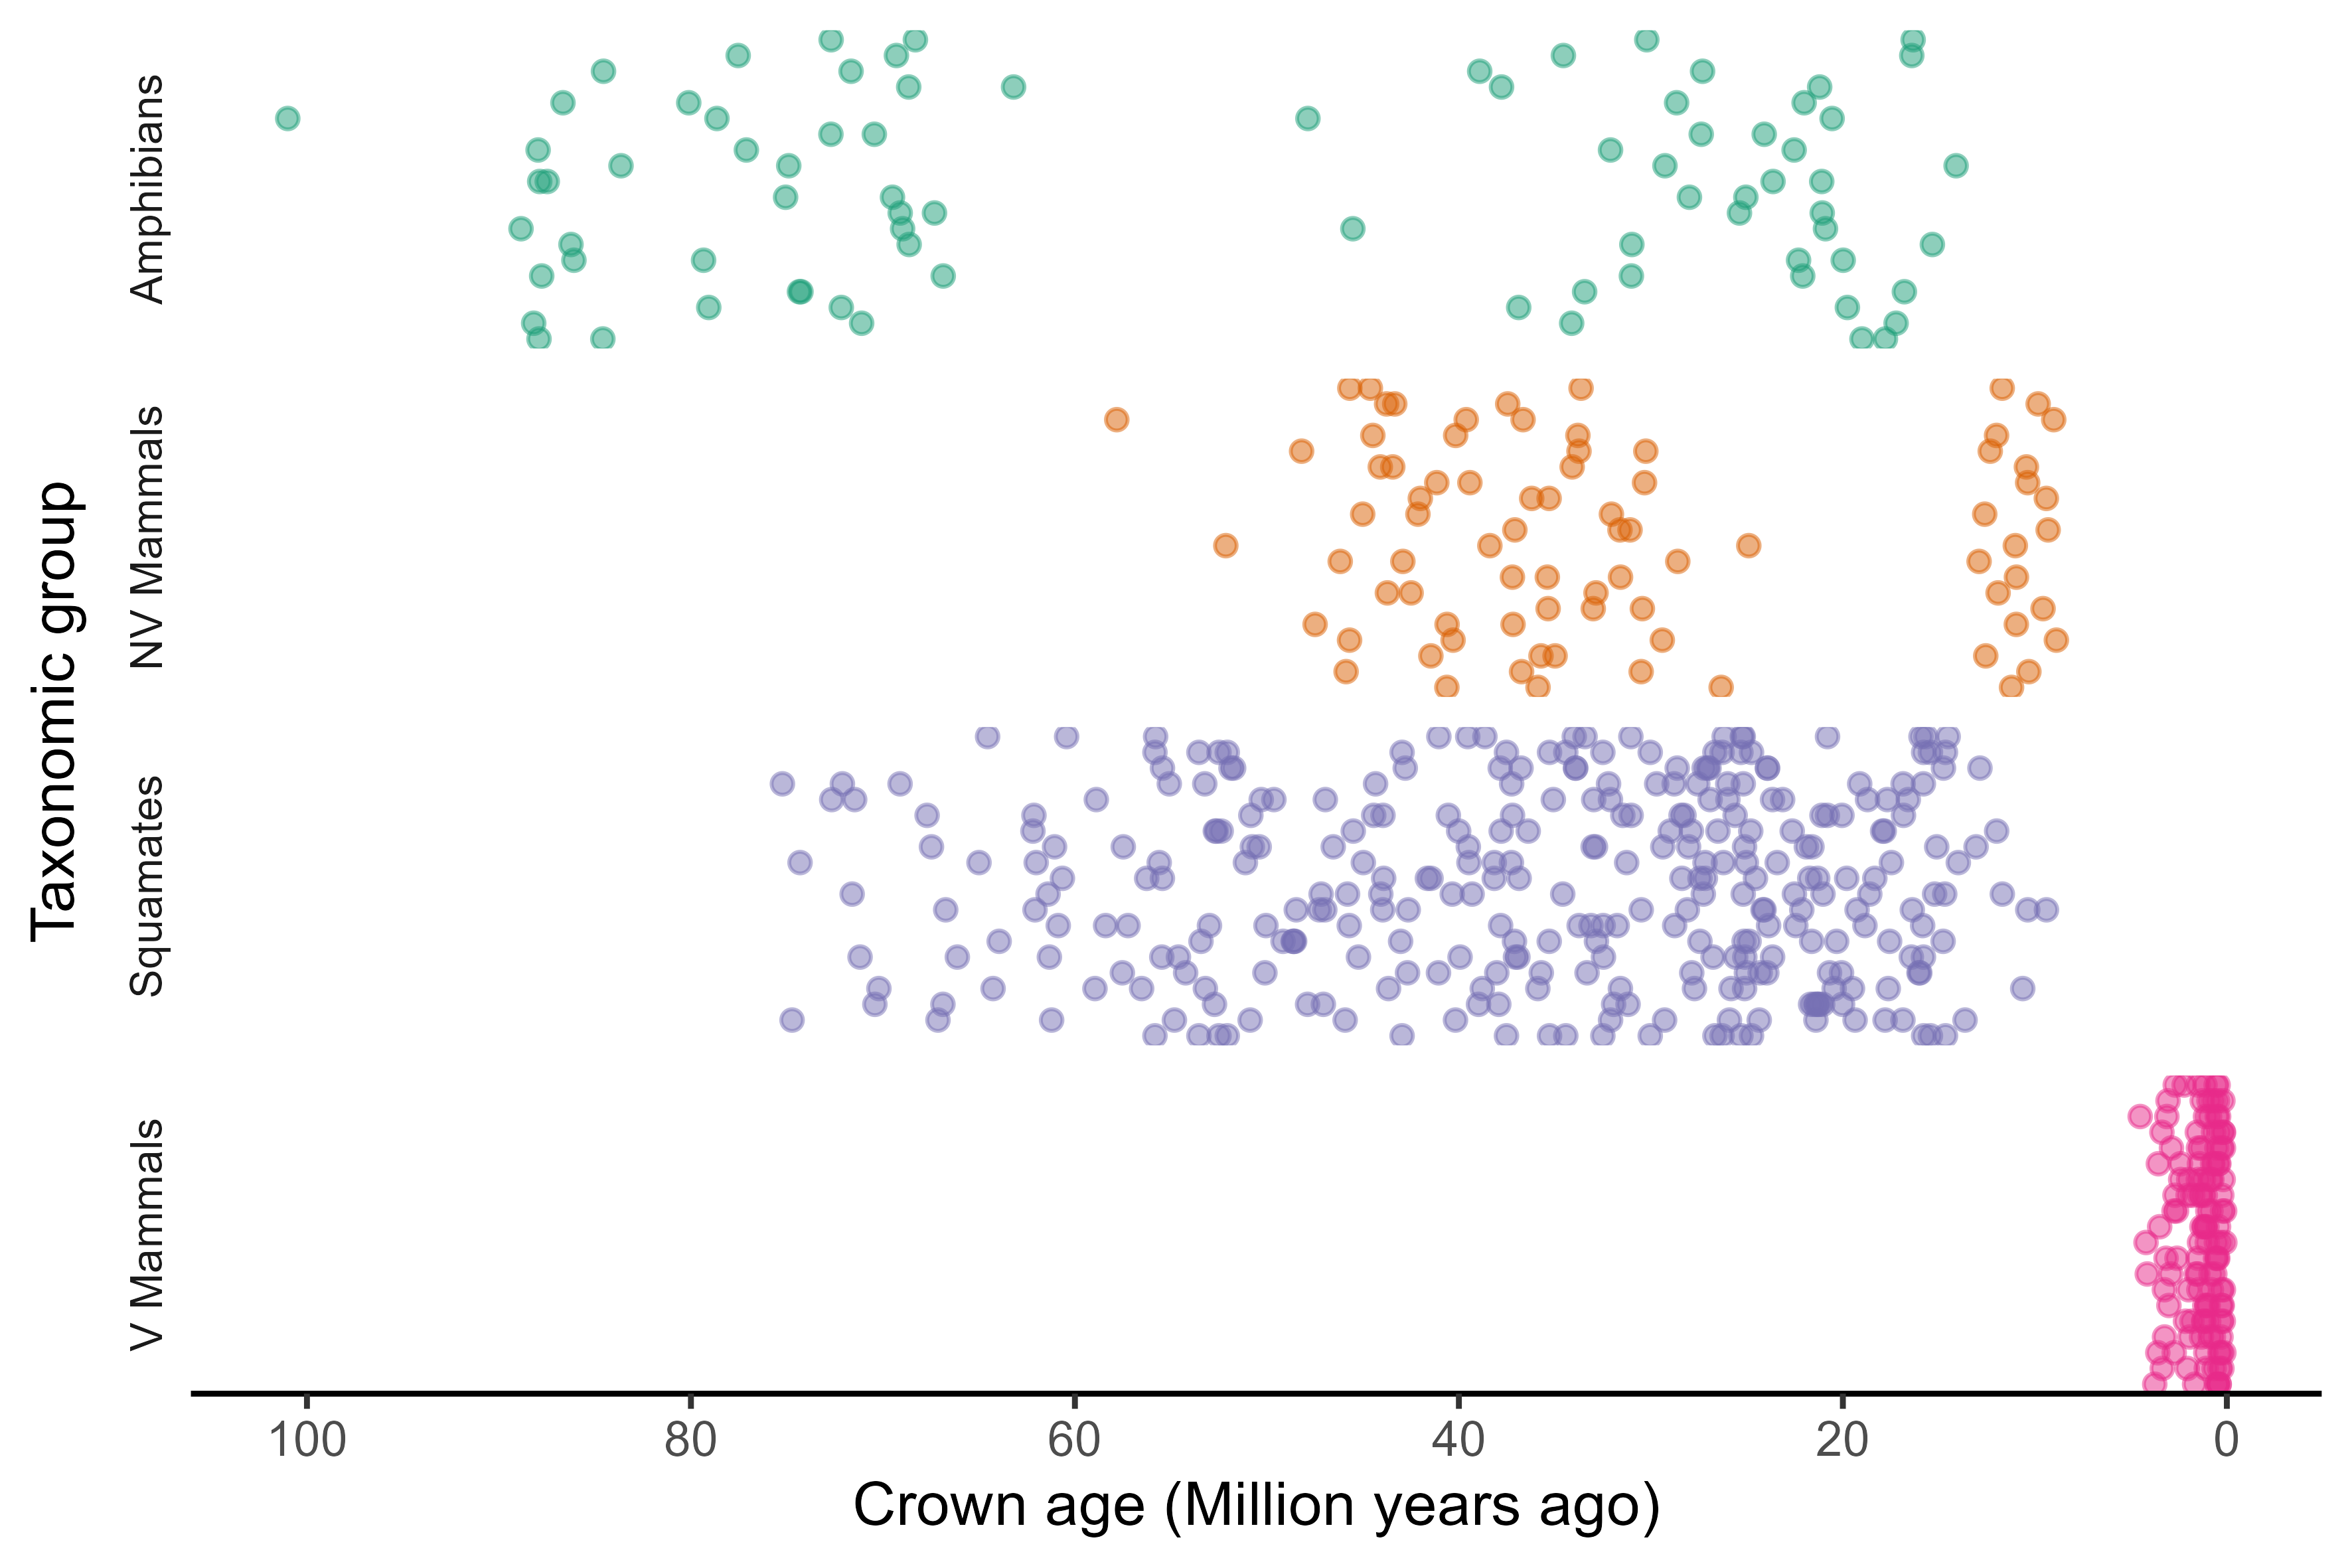 Taxonomic group
Amphibians
NV Mammals
Squamates
V Mammals
100 80 60 40 20 0
Crown age (Million years ago)